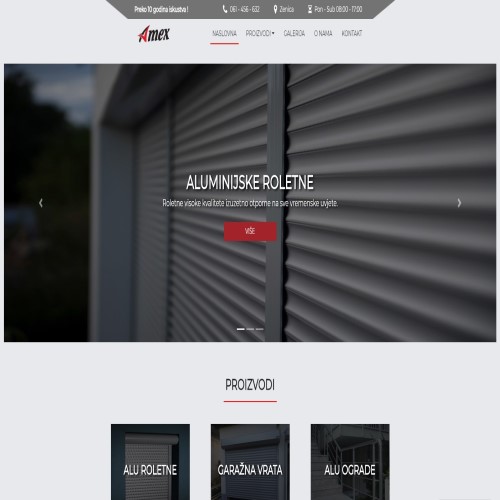 Preko 10 godina iskustva !
061 - 456 - 632
Zenica
Pon - Sub 08:00 - 17:00
Amex
NASLOVNA
PROIZVODI
GALERIJA
O NAMA
KONTAKT
ALUMINIJSKE ROLETNE
Roletne visoke kvalitete izuzetno otporne na sve vremenske uvjete.
VIŠE
PROIZVODI
ALU ROLETNE
GARAŽNA VRATA
ALU OGRADE